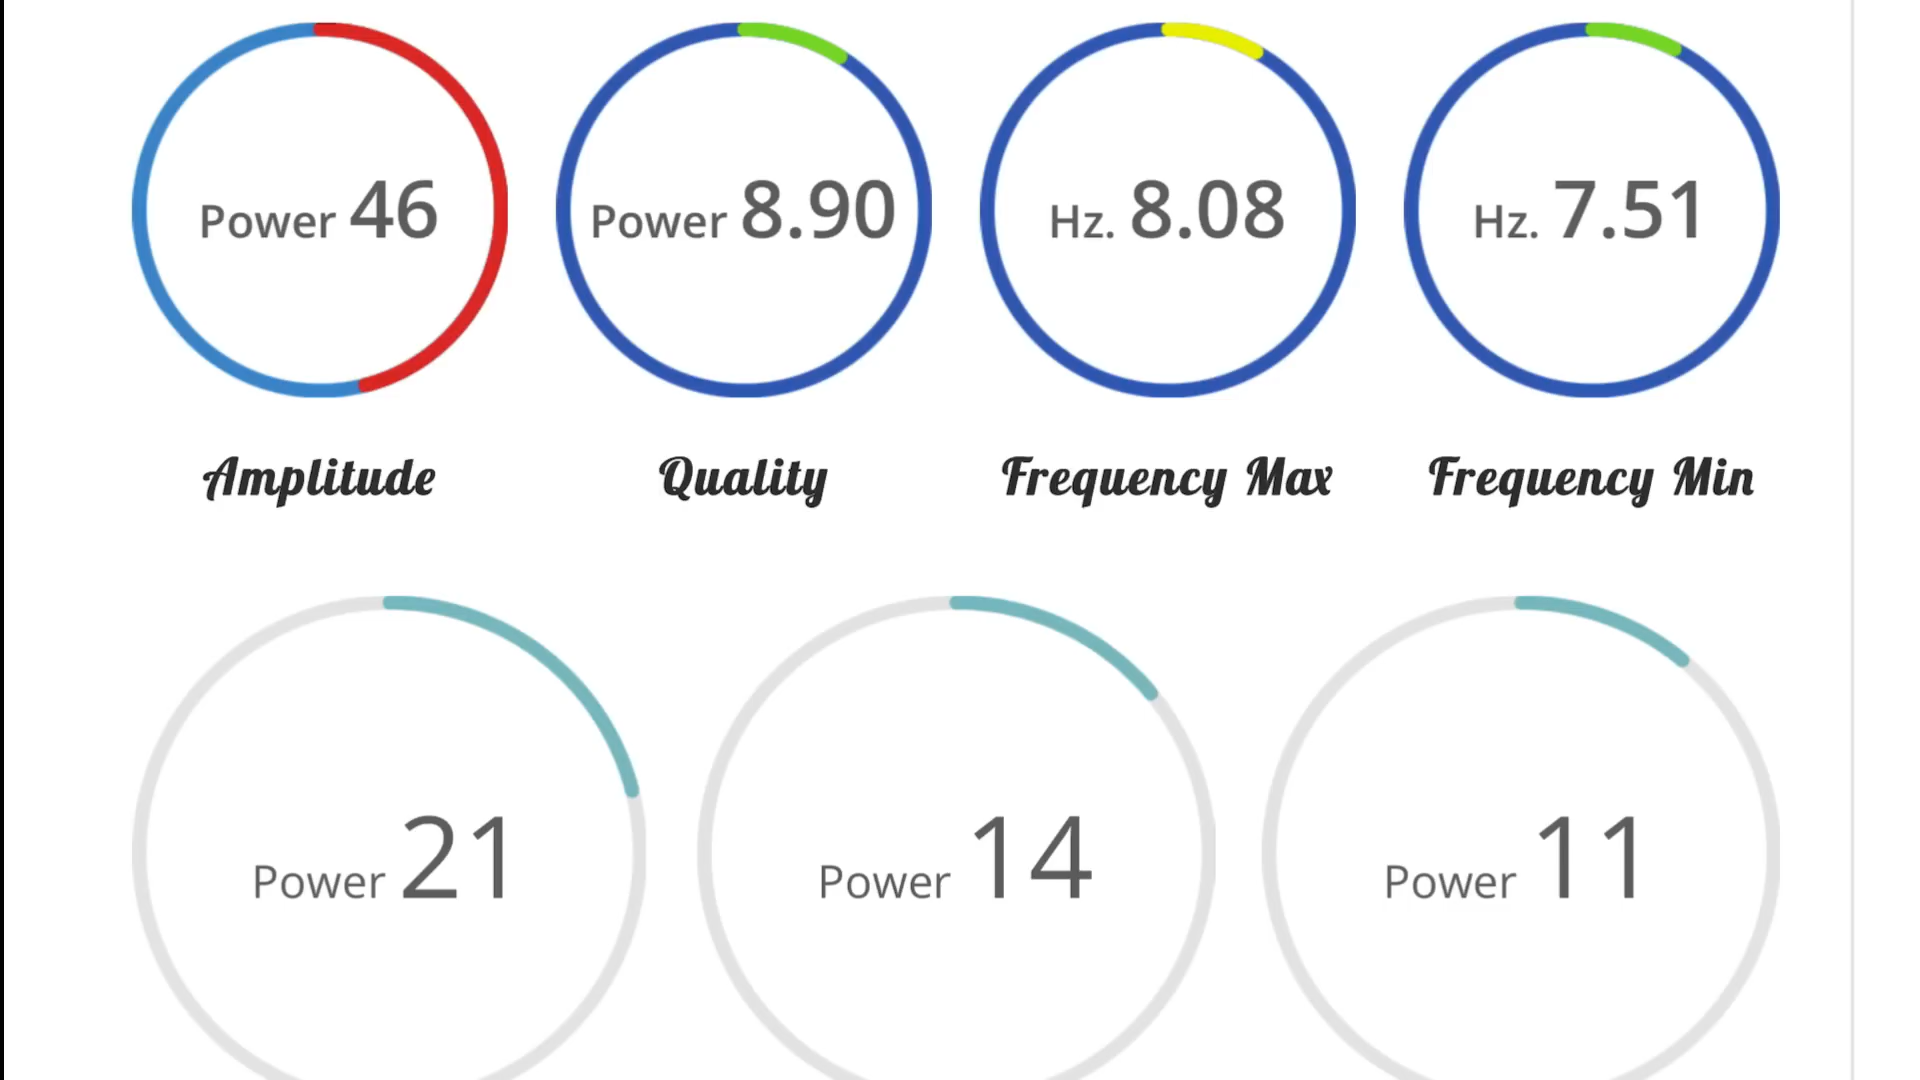 Power 46
Power 8.90
Hz. 8.08
Hz. 7.51
Amplitude
Quality
Frequency Max
Frequency Min
Power 21
Power 14
Power 11